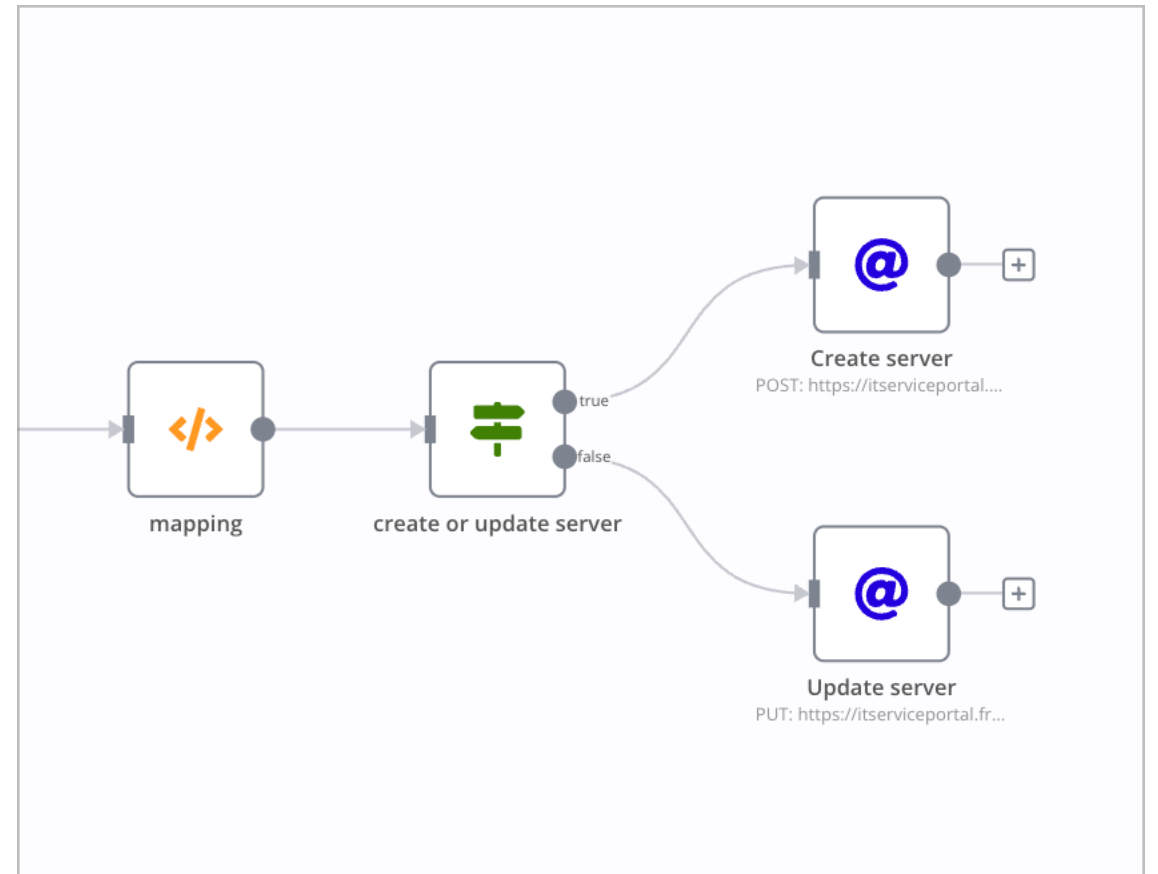 Create server
POST: https://itserviceportal....
true
false
mapping
create or update server
Update server
PUT: https://itserviceportal.fr...